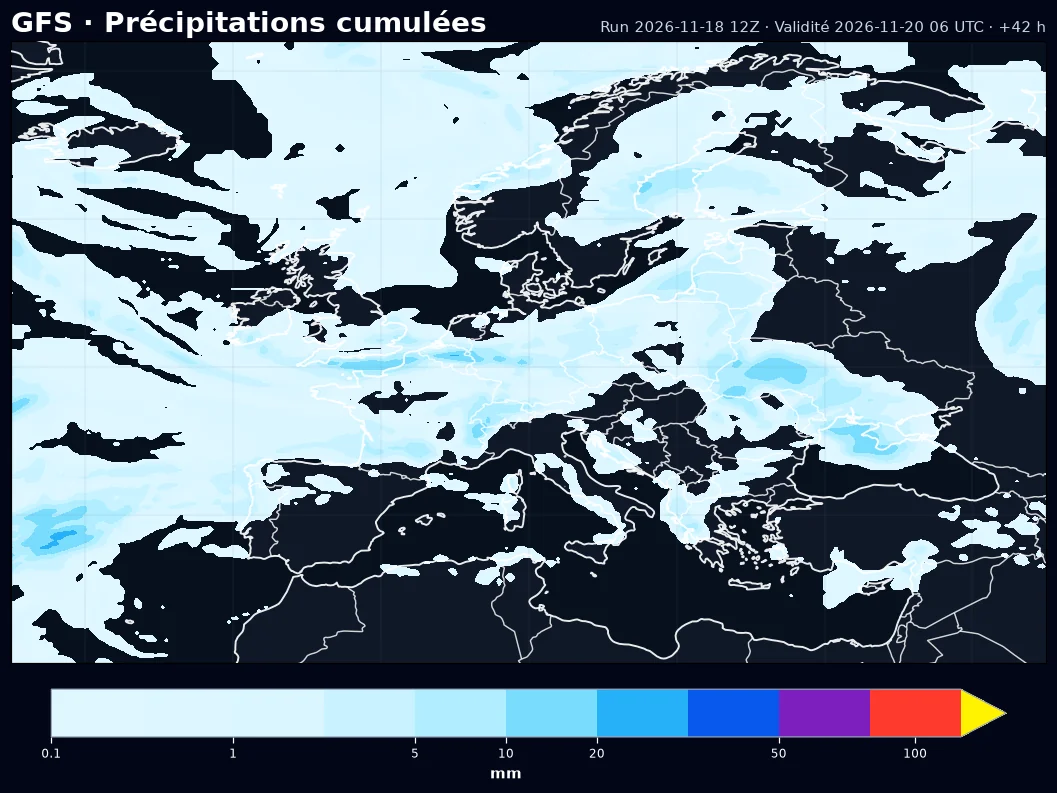 GFS · Précipitations cumulées
Run 2026-11-18 12Z · Validité 2026-11-20 06 UTC · +42 h
0.1 1 5 10 20 50 100
mm